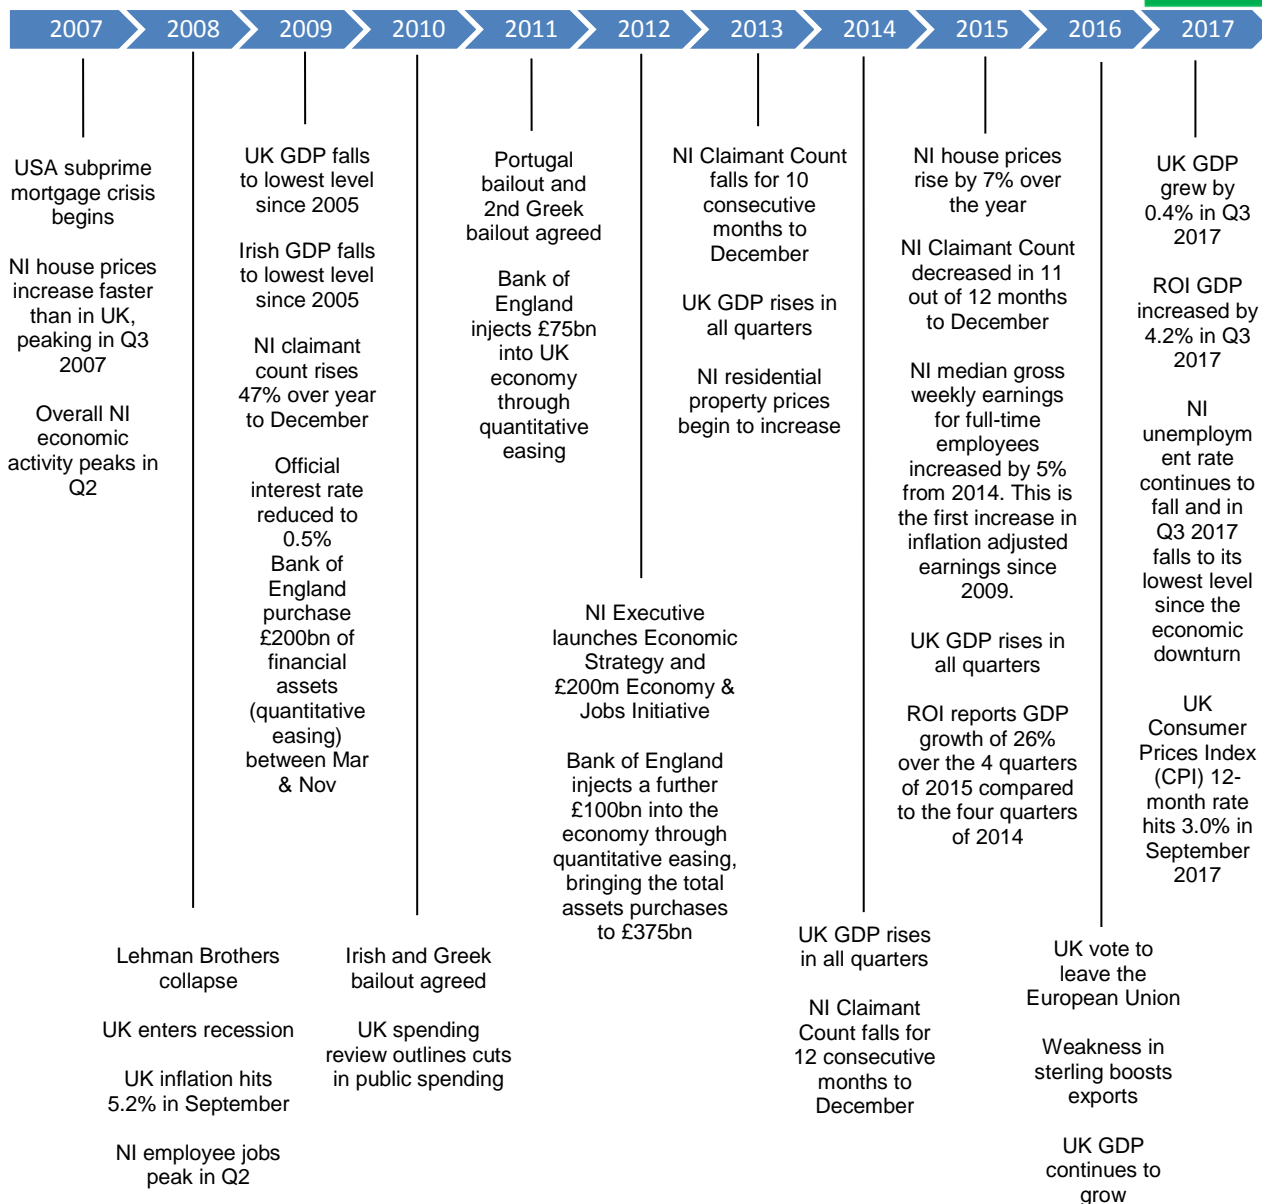 2007
2008
2009
2010
2011
2012
2013
2014
2015
2016
2017
USA subprime
mortgage crisis
begins
NI house prices
increase faster
than in UK,
peaking in Q3
2007
Overall NI
economic
activity peaks in
Q2
Lehman Brothers
collapse
UK enters recession
UK inflation hits
5.2% in September
NI employee jobs
peak in Q2
UK GDP falls
to lowest level
since 2005
Irish GDP falls
to lowest level
since 2005
NI claimant
count rises
47% over year
to December
Official
interest rate
reduced to
0.5%
Bank of
England
purchase
£200bn of
financial
assets
(quantitative
easing)
between Mar
& Nov
Irish and Greek
bailout agreed
UK spending
review outlines cuts
in public spending
Portugal
bailout and
2nd Greek
bailout agreed
Bank of
England
injects £75bn
into UK
economy
through
quantitative
easing
NI Executive
launches Economic
Strategy and
£200m Economy &
Jobs Initiative
Bank of England
injects a further
£100bn into the
economy through
quantitative easing,
bringing the total
assets purchases
to £375bn
NI Claimant Count
falls for 10
consecutive
months to
December
UK GDP rises in
all quarters
NI residential
property prices
begin to increase
UK GDP rises
in all quarters
NI Claimant
Count falls for
12 consecutive
months to
December
NI house prices
rise by 7% over
the year
NI Claimant Count
decreased in 11
out of 12 months
to December
NI median gross
weekly earnings
for full-time
employees
increased by 5%
from 2014. This is
the first increase in
inflation adjusted
earnings since
2009.
UK GDP rises in
all quarters
ROI reports GDP
growth of 26%
over the 4 quarters
of 2015 compared
to the four quarters
of 2014
UK vote to
leave the
European Union
Weakness in
sterling boosts
exports
UK GDP
continues to
grow
UK GDP
grew by
0.4% in Q3
2017
ROI GDP
increased by
4.2% in Q3
2017
NI
unemploym
ent rate
continues to
fall and in
Q3 2017
falls to its
lowest level
since the
economic
downturn
UK
Consumer
Prices Index
(CPI) 12-
month rate
hits 3.0% in
September
2017